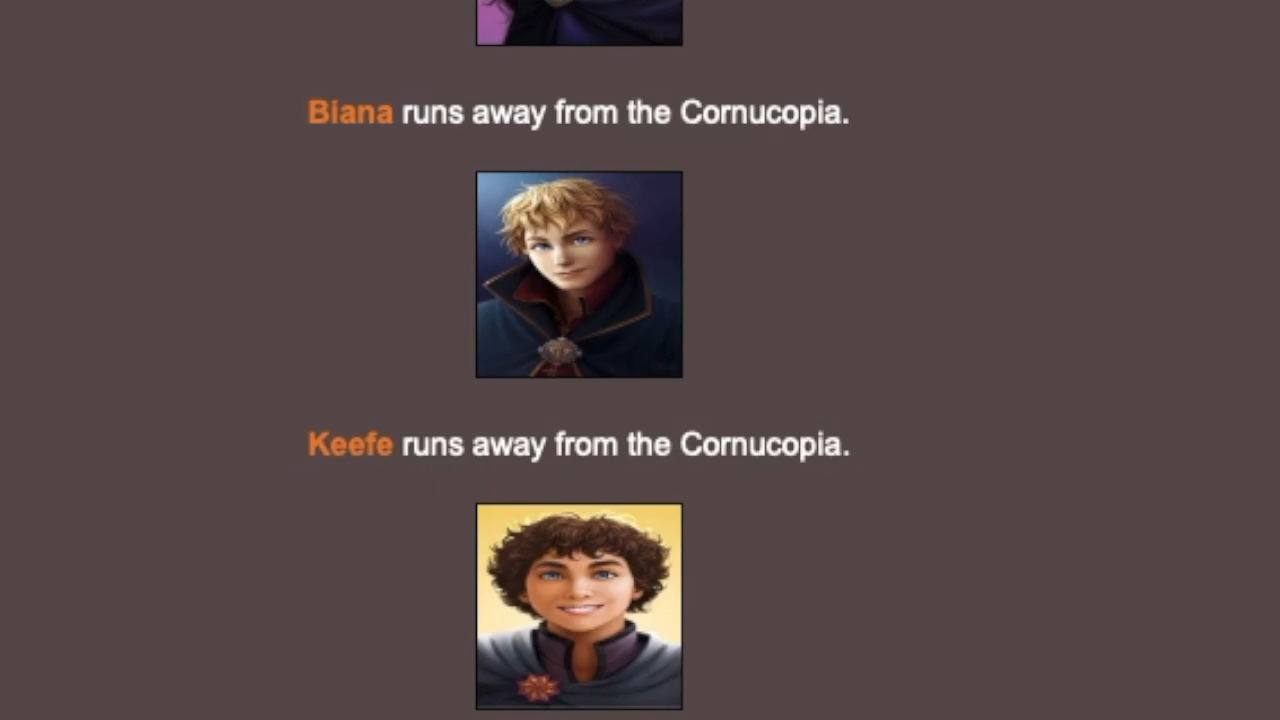 Biana runs away from the Cornucopia.
Keefe runs away from the Cornucopia.